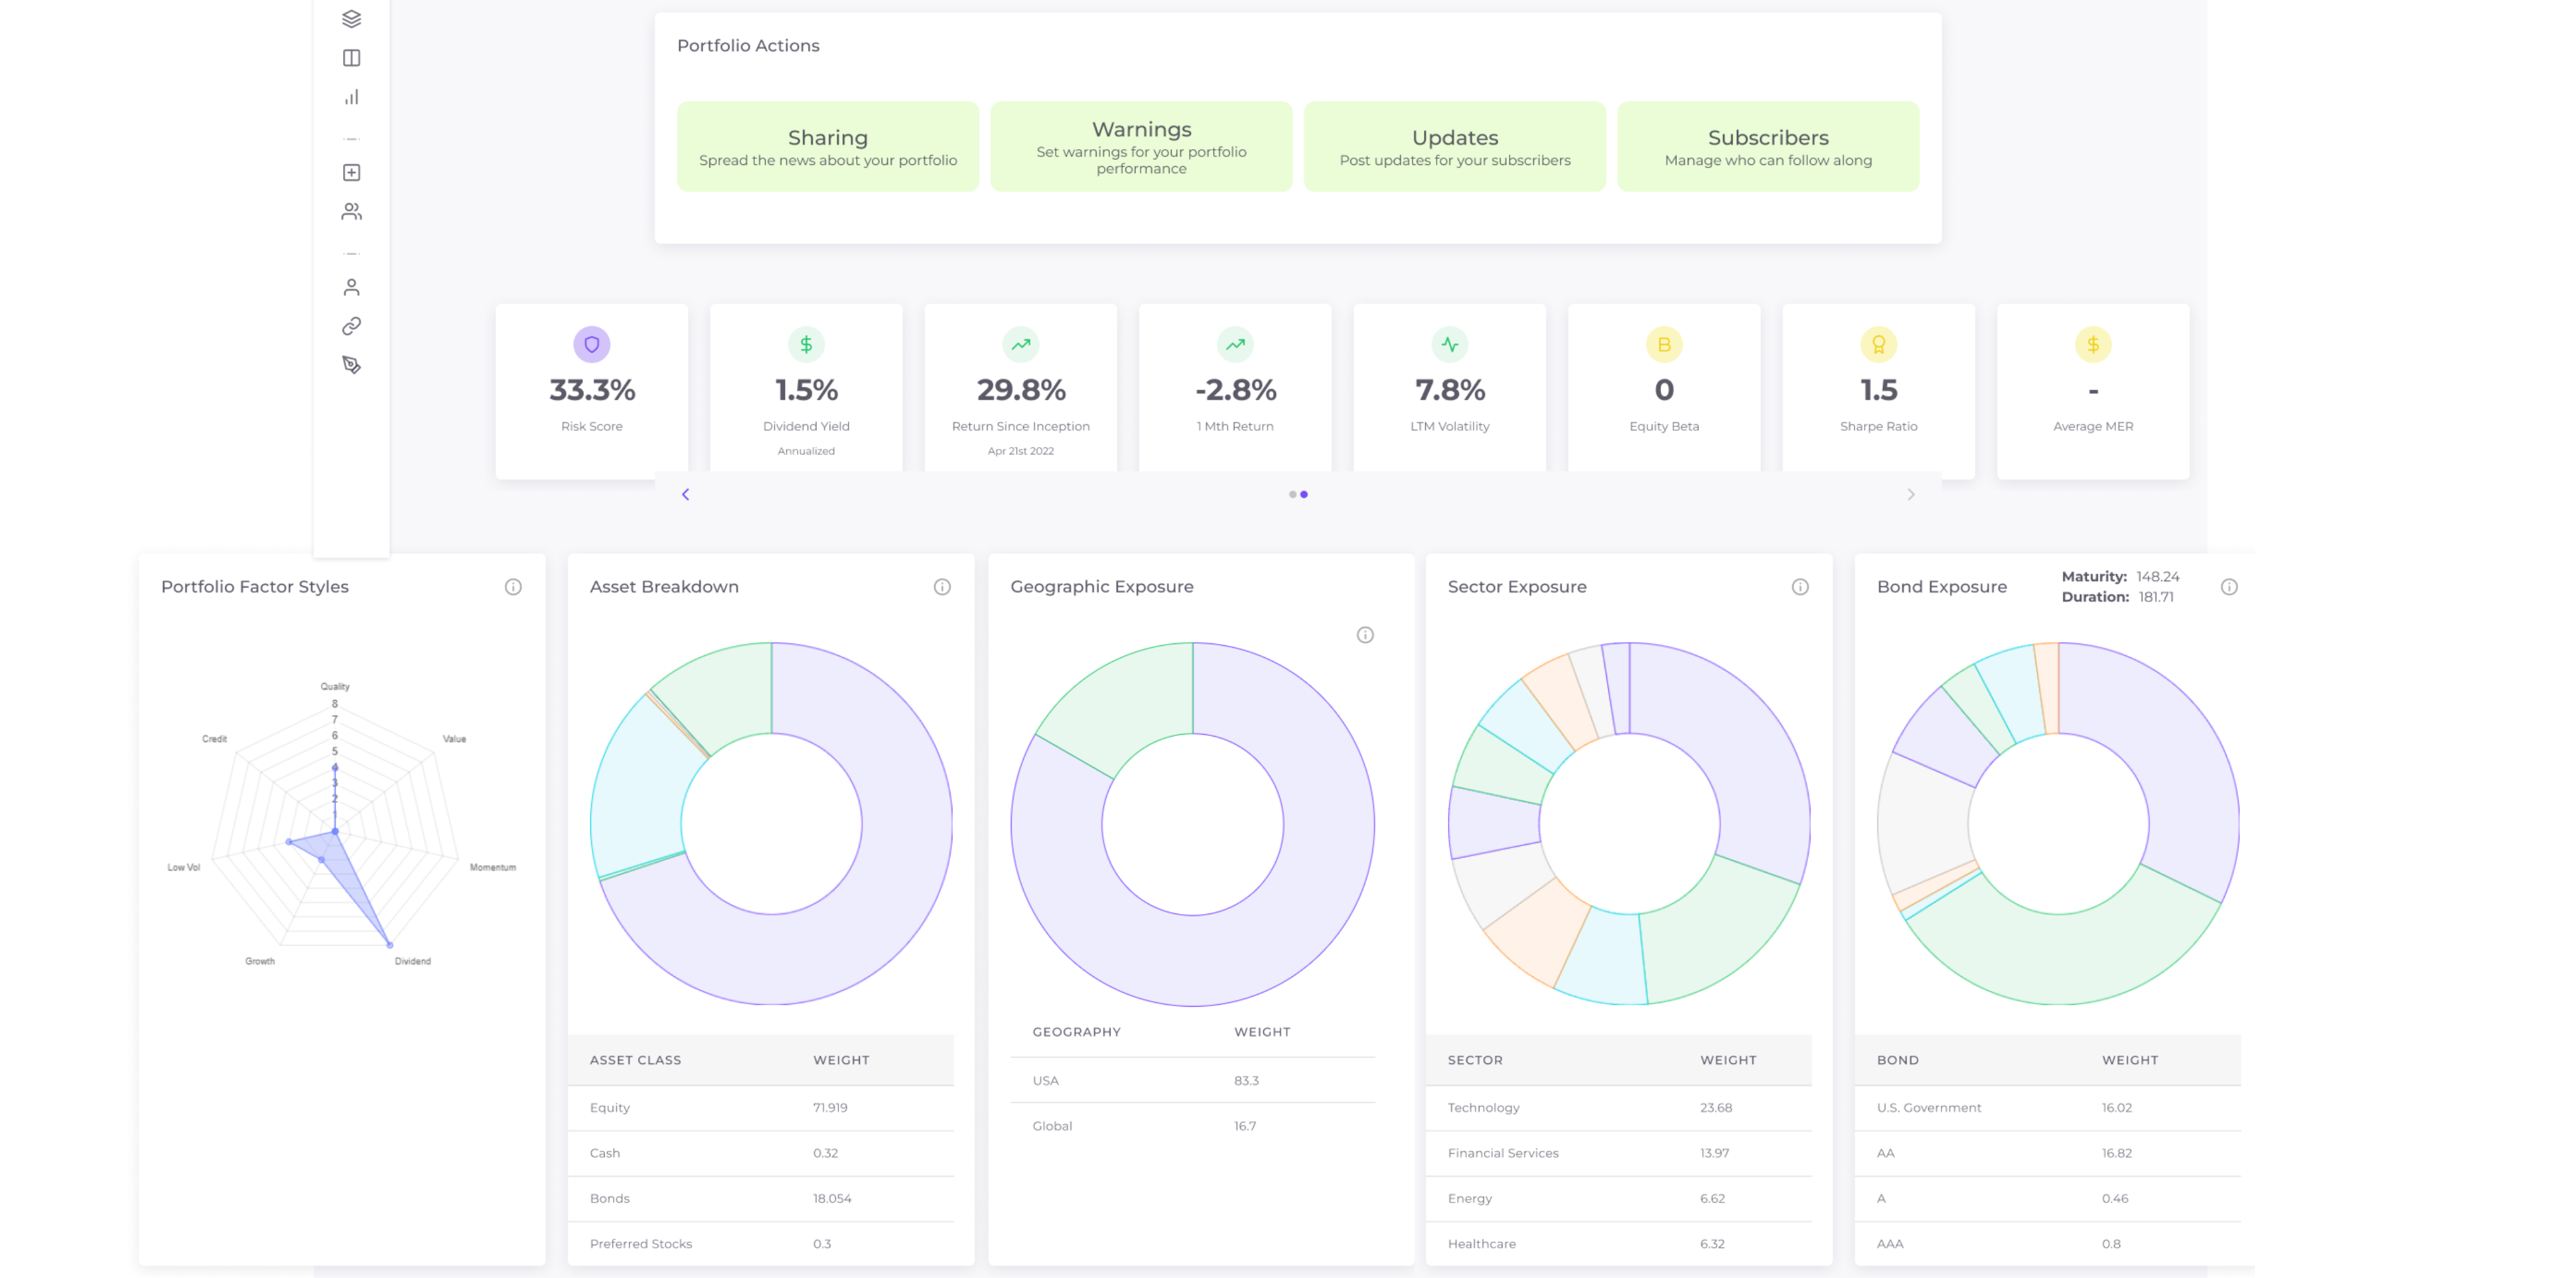 Portfolio Actions
Sharing
Spread the news about your portfolio
Warnings
Set warnings for your portfolio
performance
Updates
Post updates for your subscribers
Subscribers
Manage who can follow along
33.3%
Risk Score
1.5%
Dividend Yield
Annualized
29.8%
Return Since Inception
Apr 21st 2022
-2.8%
1 Mth Return
7.8%
LTM Volatility
B
0
Equity Beta
1.5
Sharpe Ratio
$
-
Average MER
Portfolio Factor Styles
Quality
8
7
6
5
4
3
2
1
Credit
Value
Low Vol
Momentum
Growth
Dividend
Asset Breakdown
ASSET CLASS WEIGHT
Equity 71.919
Cash 0.32
Bonds 18.054
Preferred Stocks 0.3
Geographic Exposure
GEOGRAPHY WEIGHT
USA 83.3
Global 16.7
Sector Exposure
SECTOR WEIGHT
Technology 23.68
Financial Services 13.97
Energy 6.62
Healthcare 6.32
Bond Exposure
Maturity: 148.24
Duration: 181.71
BOND WEIGHT
U.S. Government 16.02
AA 16.82
A 0.46
AAA 0.8